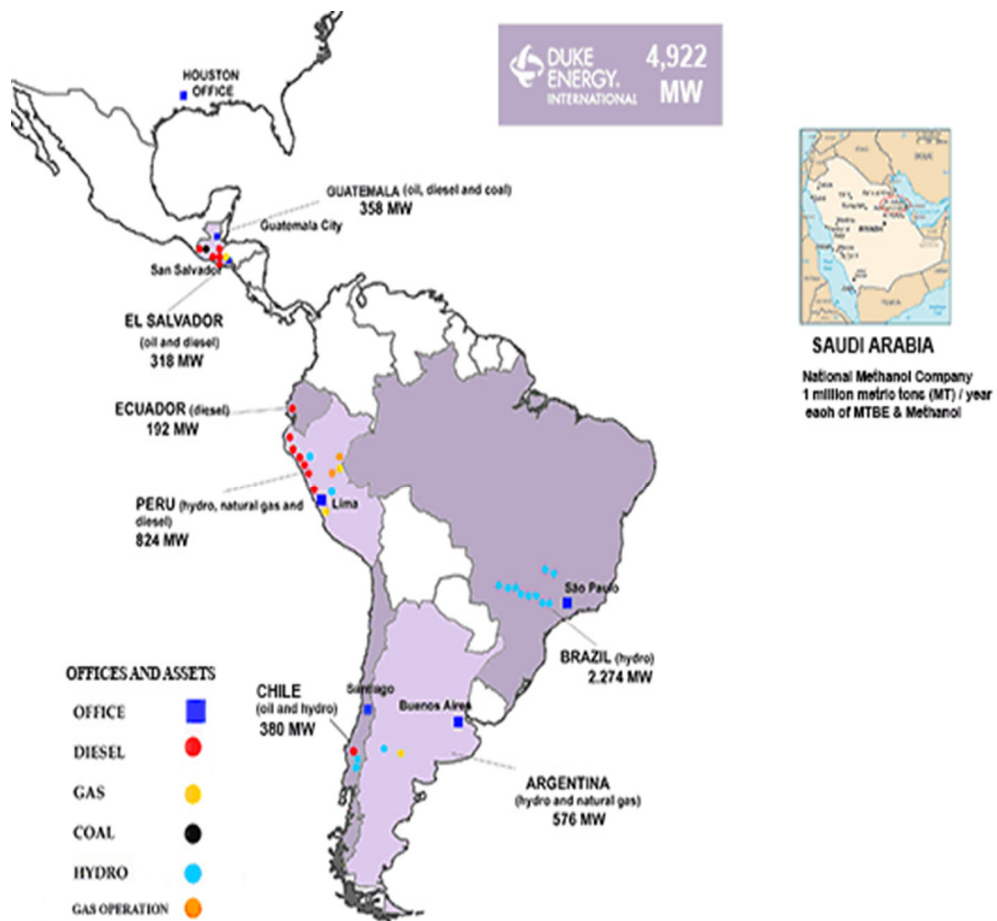 HOUSTON
OFFICE
DUKE
ENERGY®
INTERNATIONAL
4,922
MW
GUATEMALA (oil, diesel and coal)
358 MW
Guatemala City
San Salvador
EL SALVADOR
(oil and diesel)
318 MW
SAUDI ARABIA
National Methanol Company
1 million metric tons (MT) / year
each of MTBE & Methanol
ECUADOR (diesel)
192 MW
PERU (hydro, natural gas and
diesel)
824 MW
Lima
São Paulo
BRAZIL (hydro)
2.274 MW
OFFICES AND ASSETS
OFFICE
DIESEL
GAS
COAL
HYDRO
GAS OPERATION
CHILE
(oil and hydro)
380 MW
Santiago
Buenos Aires
ARGENTINA
(hydro and natural gas)
576 MW